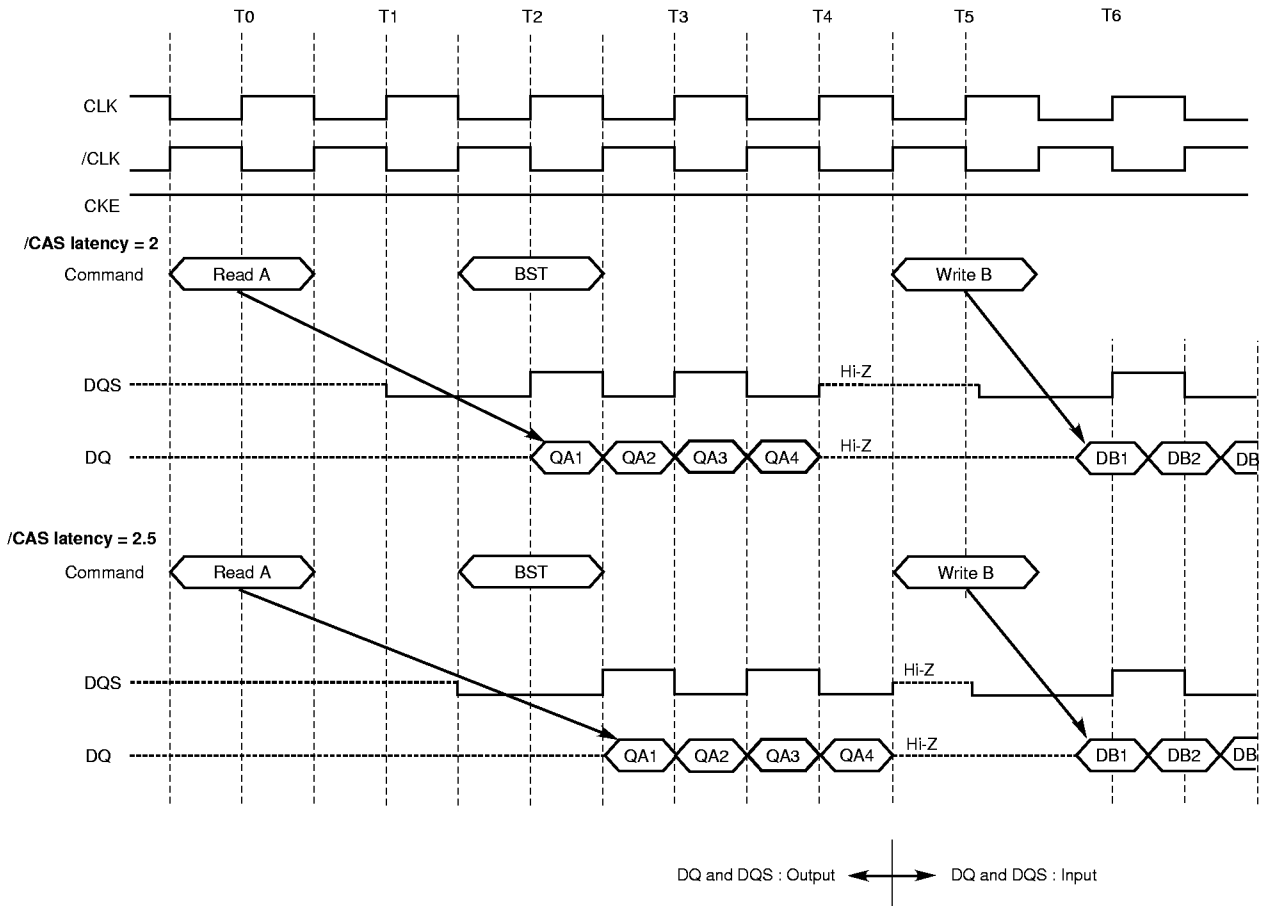 T0 T1 T2 T3 T4 T5 T6
CLK
/CLK
CKE
/CAS latency = 2
Command Read A BST Write B
DQS Hi-Z
DQ QA1 QA2 QA3 QA4 Hi-Z DB1 DB2 DB
/CAS latency = 2.5
Command Read A BST Write B
DQS Hi-Z
DQ QA1 QA2 QA3 QA4 Hi-Z DB1 DB2 DB
DQ and DQS : Output DQ and DQS : Input